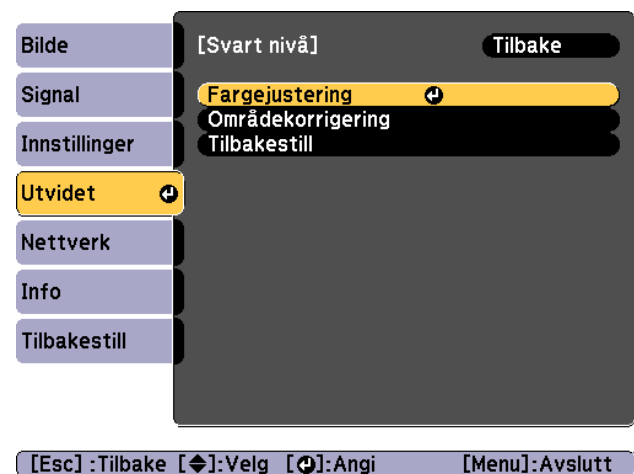 Bilde
Signal
Innstillinger
Utvidet
Nettverk
Info
Tilbakestill
[Svart nivå] Tilbake
Fargejustering
Områdekorrigering
Tilbakestill
[Esc] :Tilbake [◆]:Velg [⏎]:Angi [Menu]:Avslutt